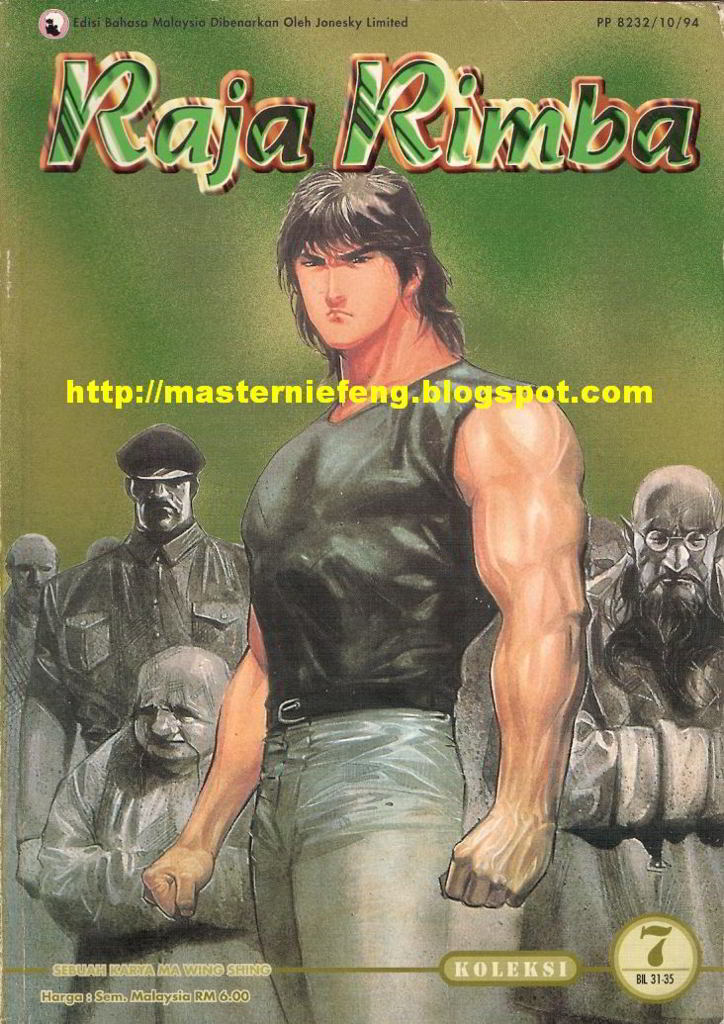 Edisi Bahasa Malaysia Dibenarkan Oleh Jonesky Limited
PP 8232/10/94
Raja Rimba
http://masterniefeng.blogspot.com
SEBUAH KARYA MA WING SHING
Harga : Sem. Malaysia RM 6.00
KOLEKSI
7
BIL 31-35